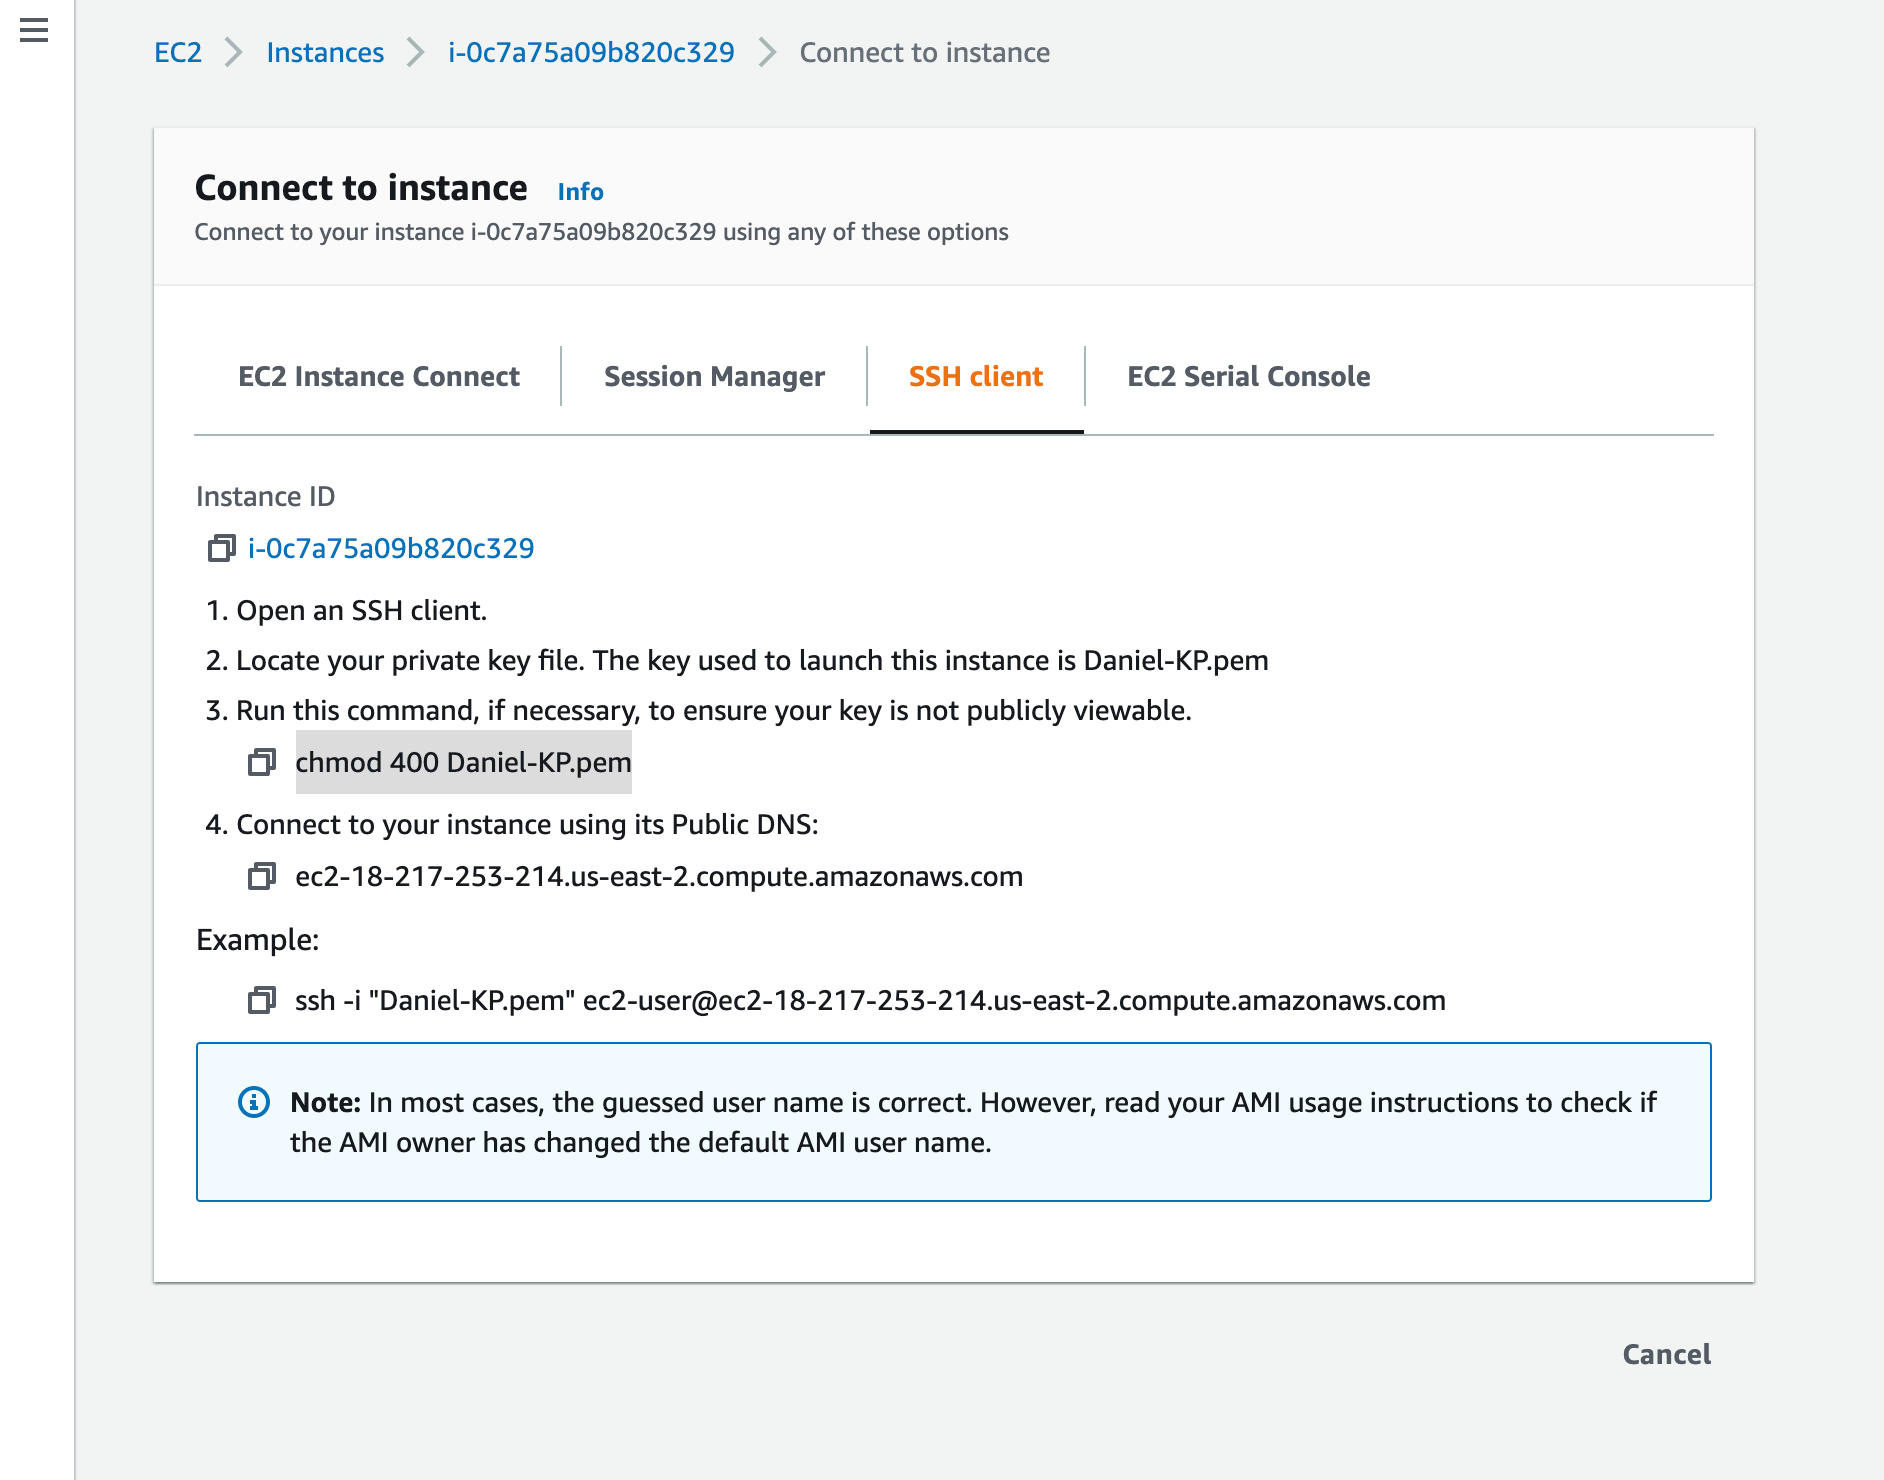 EC2 > Instances > i-0c7a75a09b820c329 > Connect to instance
Connect to instance Info
Connect to your instance i-0c7a75a09b820c329 using any of these options
EC2 Instance Connect Session Manager SSH client EC2 Serial Console
Instance ID
i-0c7a75a09b820c329
1. Open an SSH client.
2. Locate your private key file. The key used to launch this instance is Daniel-KP.pem
3. Run this command, if necessary, to ensure your key is not publicly viewable.
chmod 400 Daniel-KP.pem
4. Connect to your instance using its Public DNS:
ec2-18-217-253-214.us-east-2.compute.amazonaws.com
Example:
ssh -i "Daniel-KP.pem" ec2-user@ec2-18-217-253-214.us-east-2.compute.amazonaws.com
Note: In most cases, the guessed user name is correct. However, read your AMI usage instructions to check if
the AMI owner has changed the default AMI user name.
Cancel